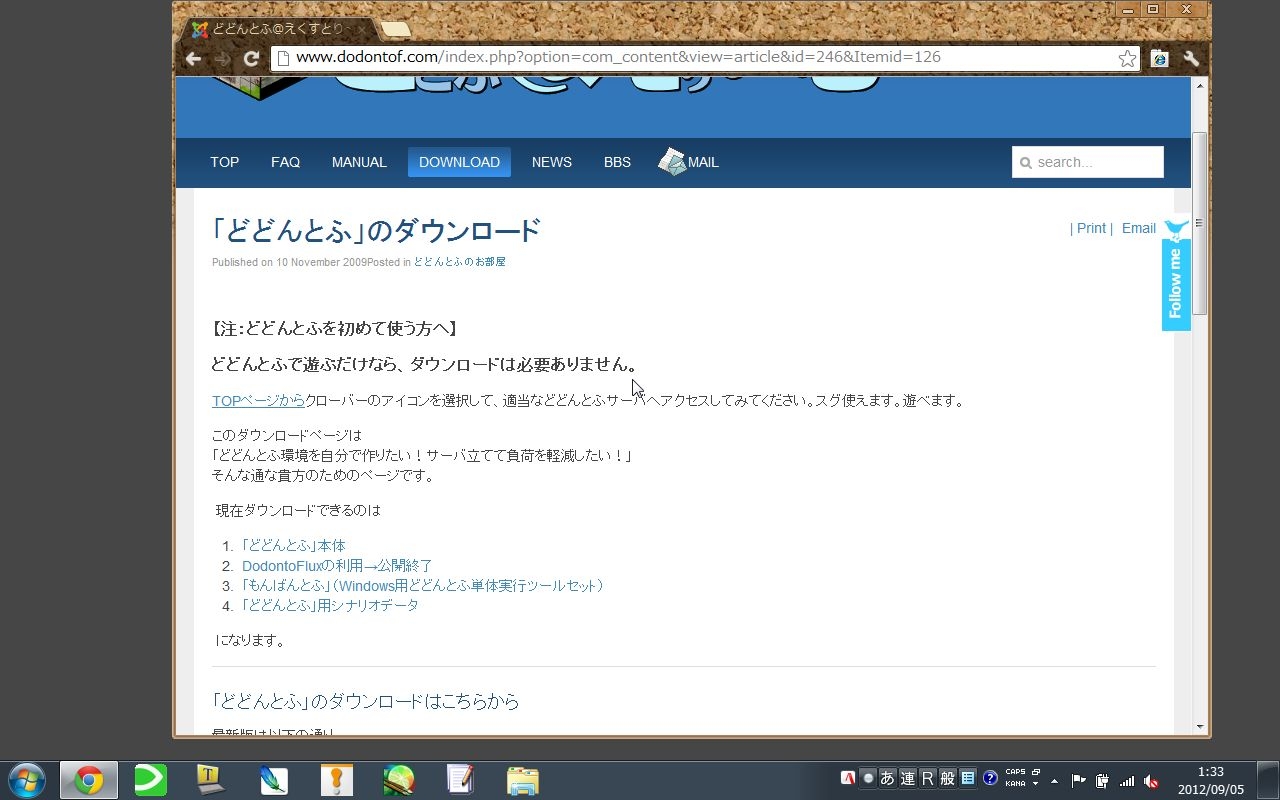 どどんとふ@えくすとり
www.dodontof.com/index.php?option=com_content&view=article&id=246&Itemid=126
TOP FAQ MANUAL DOWNLOAD NEWS BBS MAIL search...
「どどんとふ」のダウンロード
| Print | Email
Published on 10 November 2009Posted in どどんとふのお部屋
Follow me
【注：どどんとふを初めて使う方へ】
どどんとふで遊ぶだけなら、ダウンロードは必要ありません。
TOPページからクローバーのアイコンを選択して、適当などどんとふサーバへアクセスしてみてください。スグ使えます。遊べます。
このダウンロードページは
「どどんとふ環境を自分で作りたい！サーバ立てて負荷を軽減したい！」
そんな通な貴方のためのページです。
現在ダウンロードできるのは
1. 「どどんとふ」本体
2. DodontoFluxの利用→公開終了
3. 「もんばんとふ」（Windows用どどんとふ単体実行ツールセット）
4. 「どどんとふ」用シナリオデータ
になります。
「どどんとふ」のダウンロードはこちらから
最新版は以下の通り
A あ 連 R 般 CAPS KANA
1:33
2012/09/05